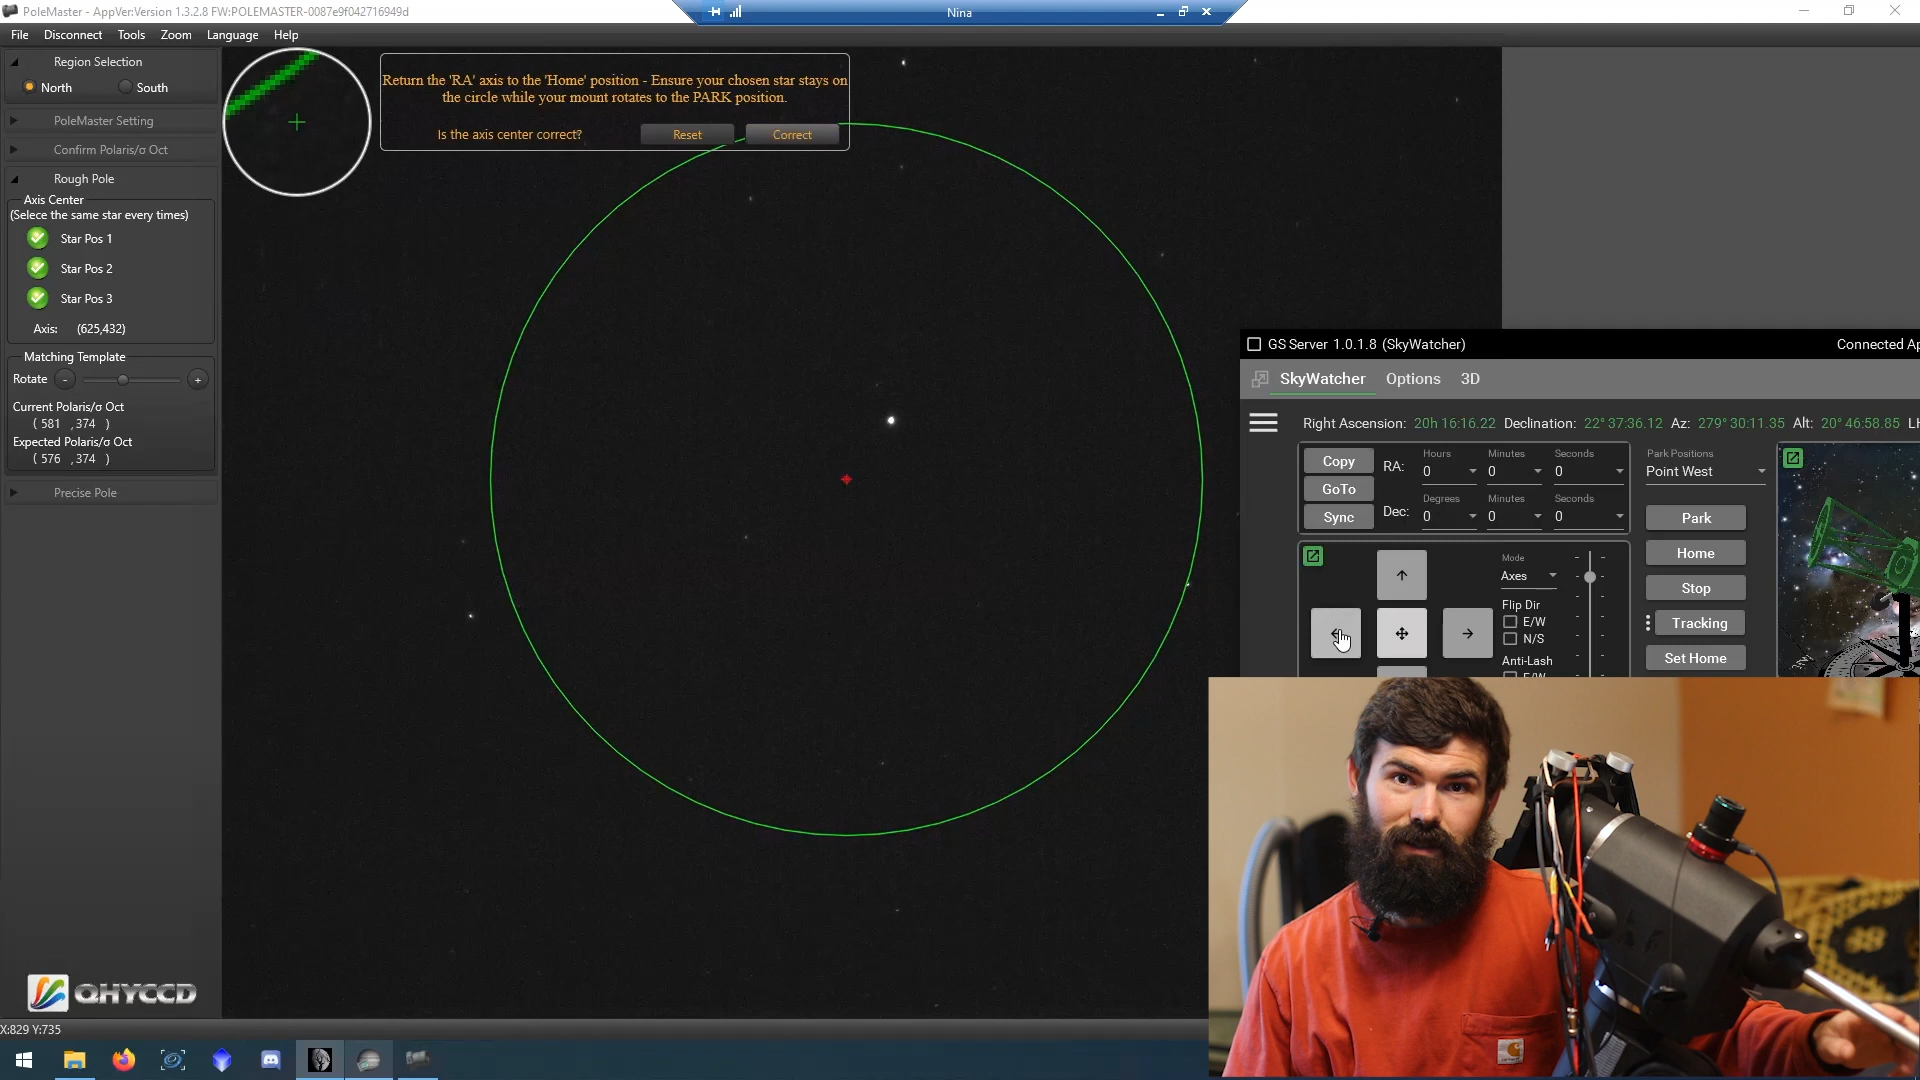 PoleMaster - AppVer:Version 1.3.2.8 FW:POLEMASTER-0087e9f042716949d
Nina
File Disconnect Tools Zoom Language Help
Region Selection
North South
PoleMaster Setting
Confirm Polaris/σ Oct
Rough Pole
Axis Center
(Selece the same star every times)
Star Pos 1
Star Pos 2
Star Pos 3
Axis: (625,432)
Matching Template
Rotate - +
Current Polaris/σ Oct
( 581 ,374 )
Expected Polaris/σ Oct
( 576 ,374 )
Precise Pole
QHYCCD
X:829 Y:735
Return the 'RA' axis to the 'Home' position - Ensure your chosen star stays on
the circle while your mount rotates to the PARK position.
Is the axis center correct? Reset Correct
GS Server 1.0.1.8 (SkyWatcher) Connected Ap
SkyWatcher Options 3D
Right Ascension: 20h 16:16.22 Declination: 22° 37:36.12 Az: 279° 30:11.35 Alt: 20° 46:58.85 LH
Copy
GoTo
Sync
RA: Hours 0 Minutes 0 Seconds 0
Dec: Degrees 0 Minutes 0 Seconds 0
Park Positions
Point West
Park
Home
Stop
Tracking
Set Home
Mode
Axes
Flip Dir
E/W
N/S
Anti-Lash
E/W